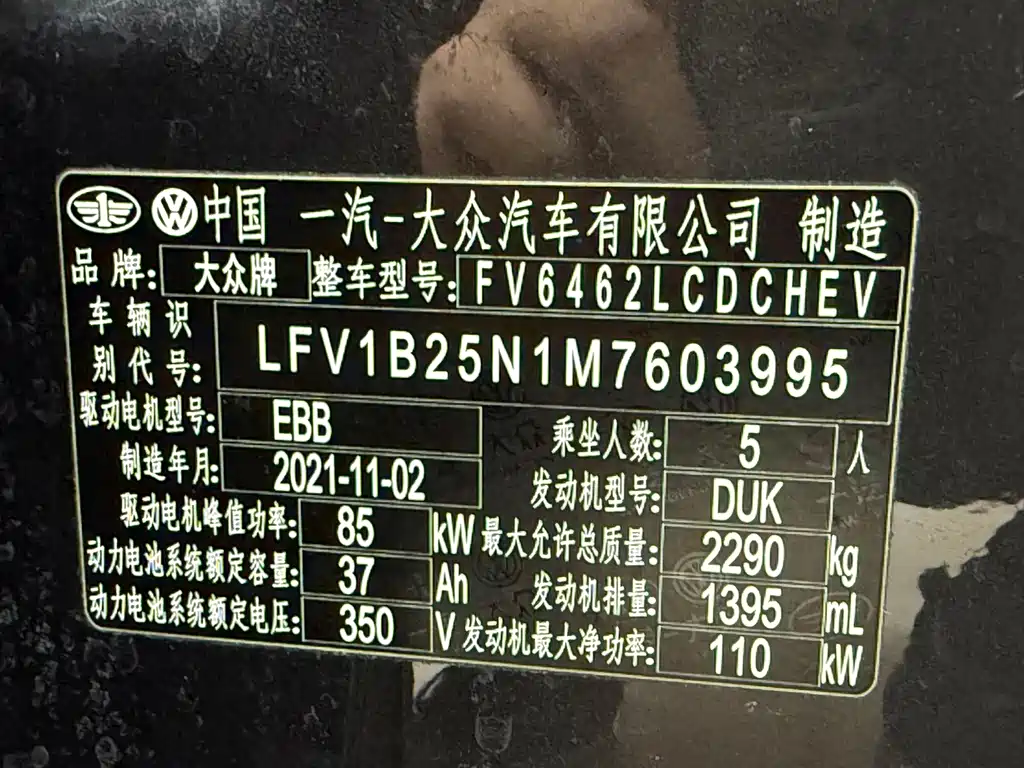 中国 一汽-大众汽车有限公司 制造
品牌: 大众牌 整车型号: FV6462LCDCHEV
车辆识别代号: LFV1B25N1M7603995
驱动电机型号: EBB 乘坐人数: 5 人
制造年月: 2021-11-02 发动机型号: DUK
驱动电机峰值功率: 85 kW 最大允许总质量: 2290 kg
动力电池系统额定容量: 37 Ah 发动机排量: 1395 mL
动力电池系统额定电压: 350 V 发动机最大净功率: 110 kW